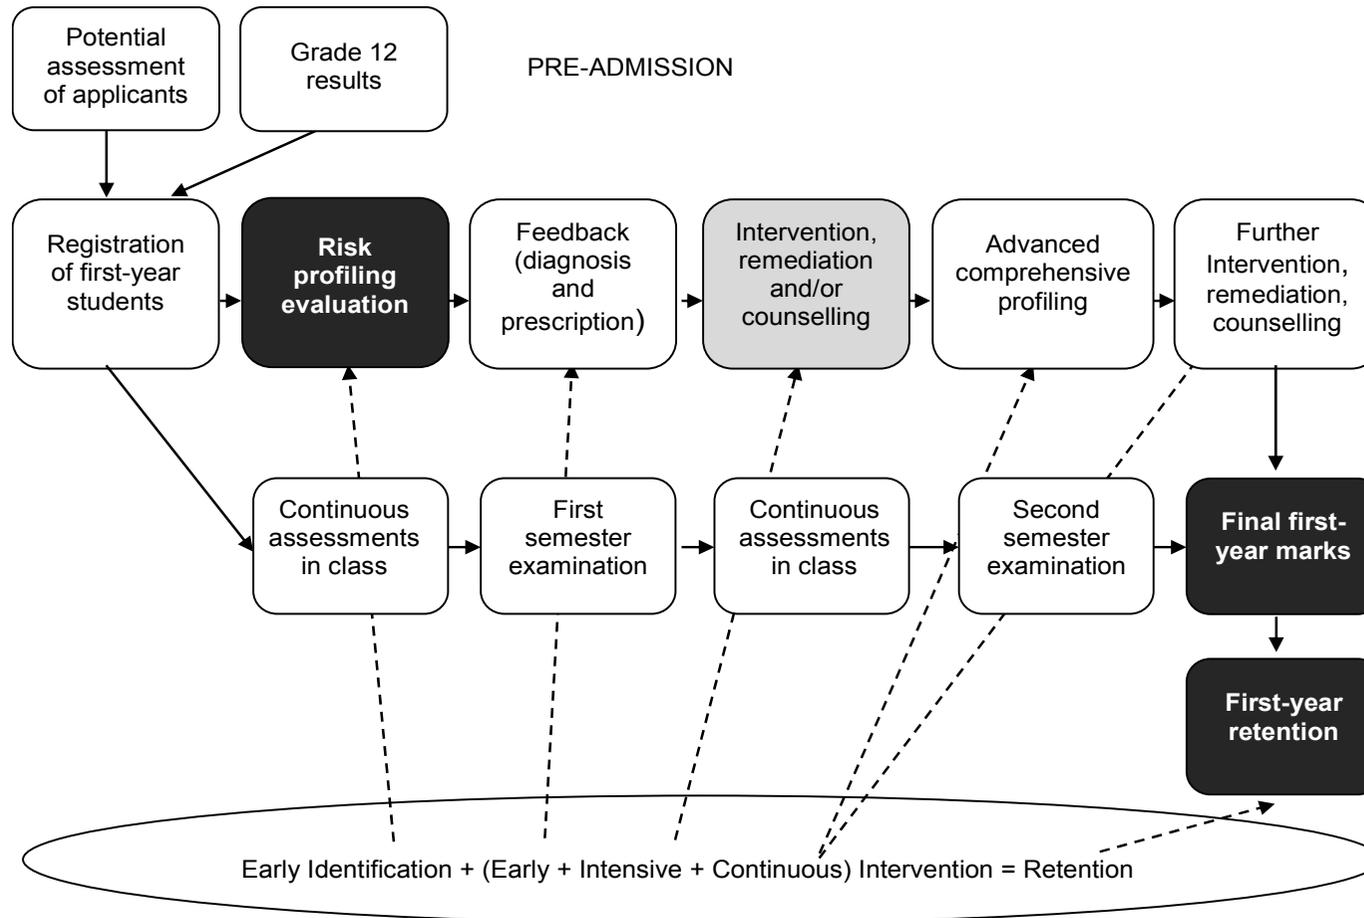 Potential
assessment
of applicants
Grade 12
results
PRE-ADMISSION
Registration
of first-year
students
Risk
profiling
evaluation
Feedback
(diagnosis
and
prescription)
Intervention,
remediation
and/or
counselling
Advanced
comprehensive
profiling
Further
Intervention,
remediation,
counselling
Continuous
assessments
in class
First
semester
examination
Continuous
assessments
in class
Second
semester
examination
Final first-
year marks
First-year
retention
Early Identification + (Early + Intensive + Continuous) Intervention = Retention